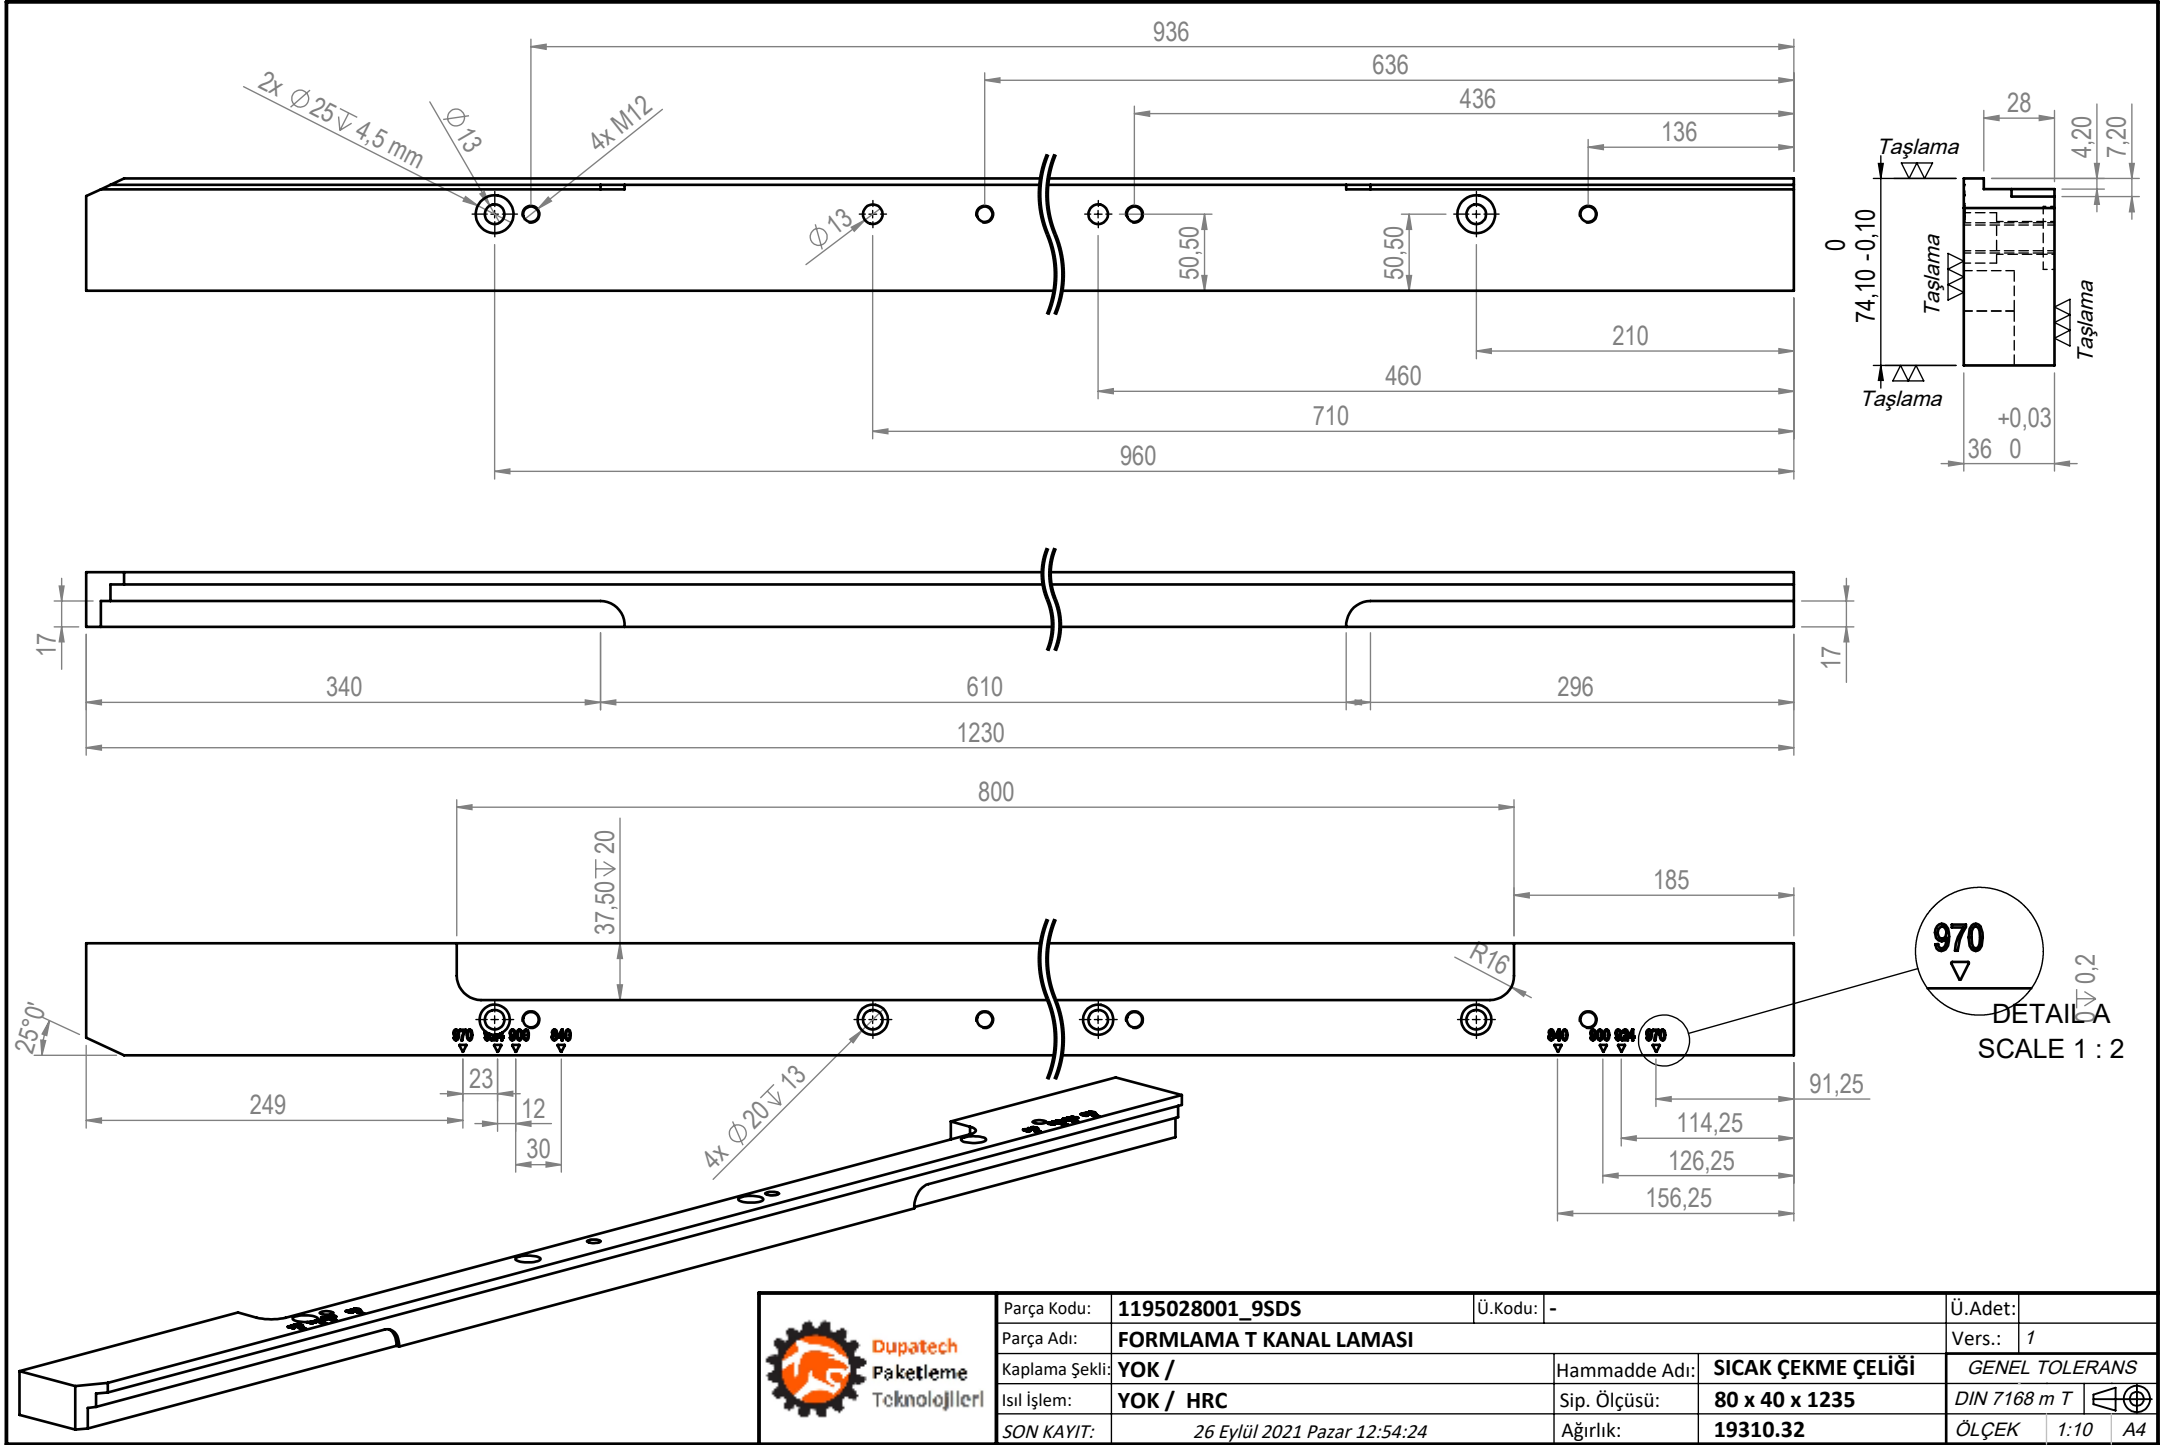 936
636
436
136
2x ∅25↧4,5 mm
∅13
4x M12
∅13
50,50
50,50
210
460
710
960
28
4,20
7,20
Taşlama
0
74,10 -0,10
Taşlama
Taşlama
Taşlama
+0,03
36 0
17
17
340
610
296
1230
800
37,50↧20
185
R16
25°0'
970 924 900 840
840 900 924 970
970
0↧0,2
DETAIL A
SCALE 1 : 2
23
249
12
30
4x ∅20↧13
91,25
114,25
126,25
156,25
Dupatech
Paketleme
Teknolojileri
Parça Kodu: 1195028001_9SDS Ü.Kodu: - Ü.Adet:
Parça Adı: FORMLAMA T KANAL LAMASI Vers.: 1
Kaplama Şekli: YOK / Hammadde Adı: SICAK ÇEKME ÇELİĞİ GENEL TOLERANS
Isıl İşlem: YOK / HRC Sip. Ölçüsü: 80 x 40 x 1235 DIN 7168 m T
SON KAYIT: 26 Eylül 2021 Pazar 12:54:24 Ağırlık: 19310.32 ÖLÇEK 1:10 A4